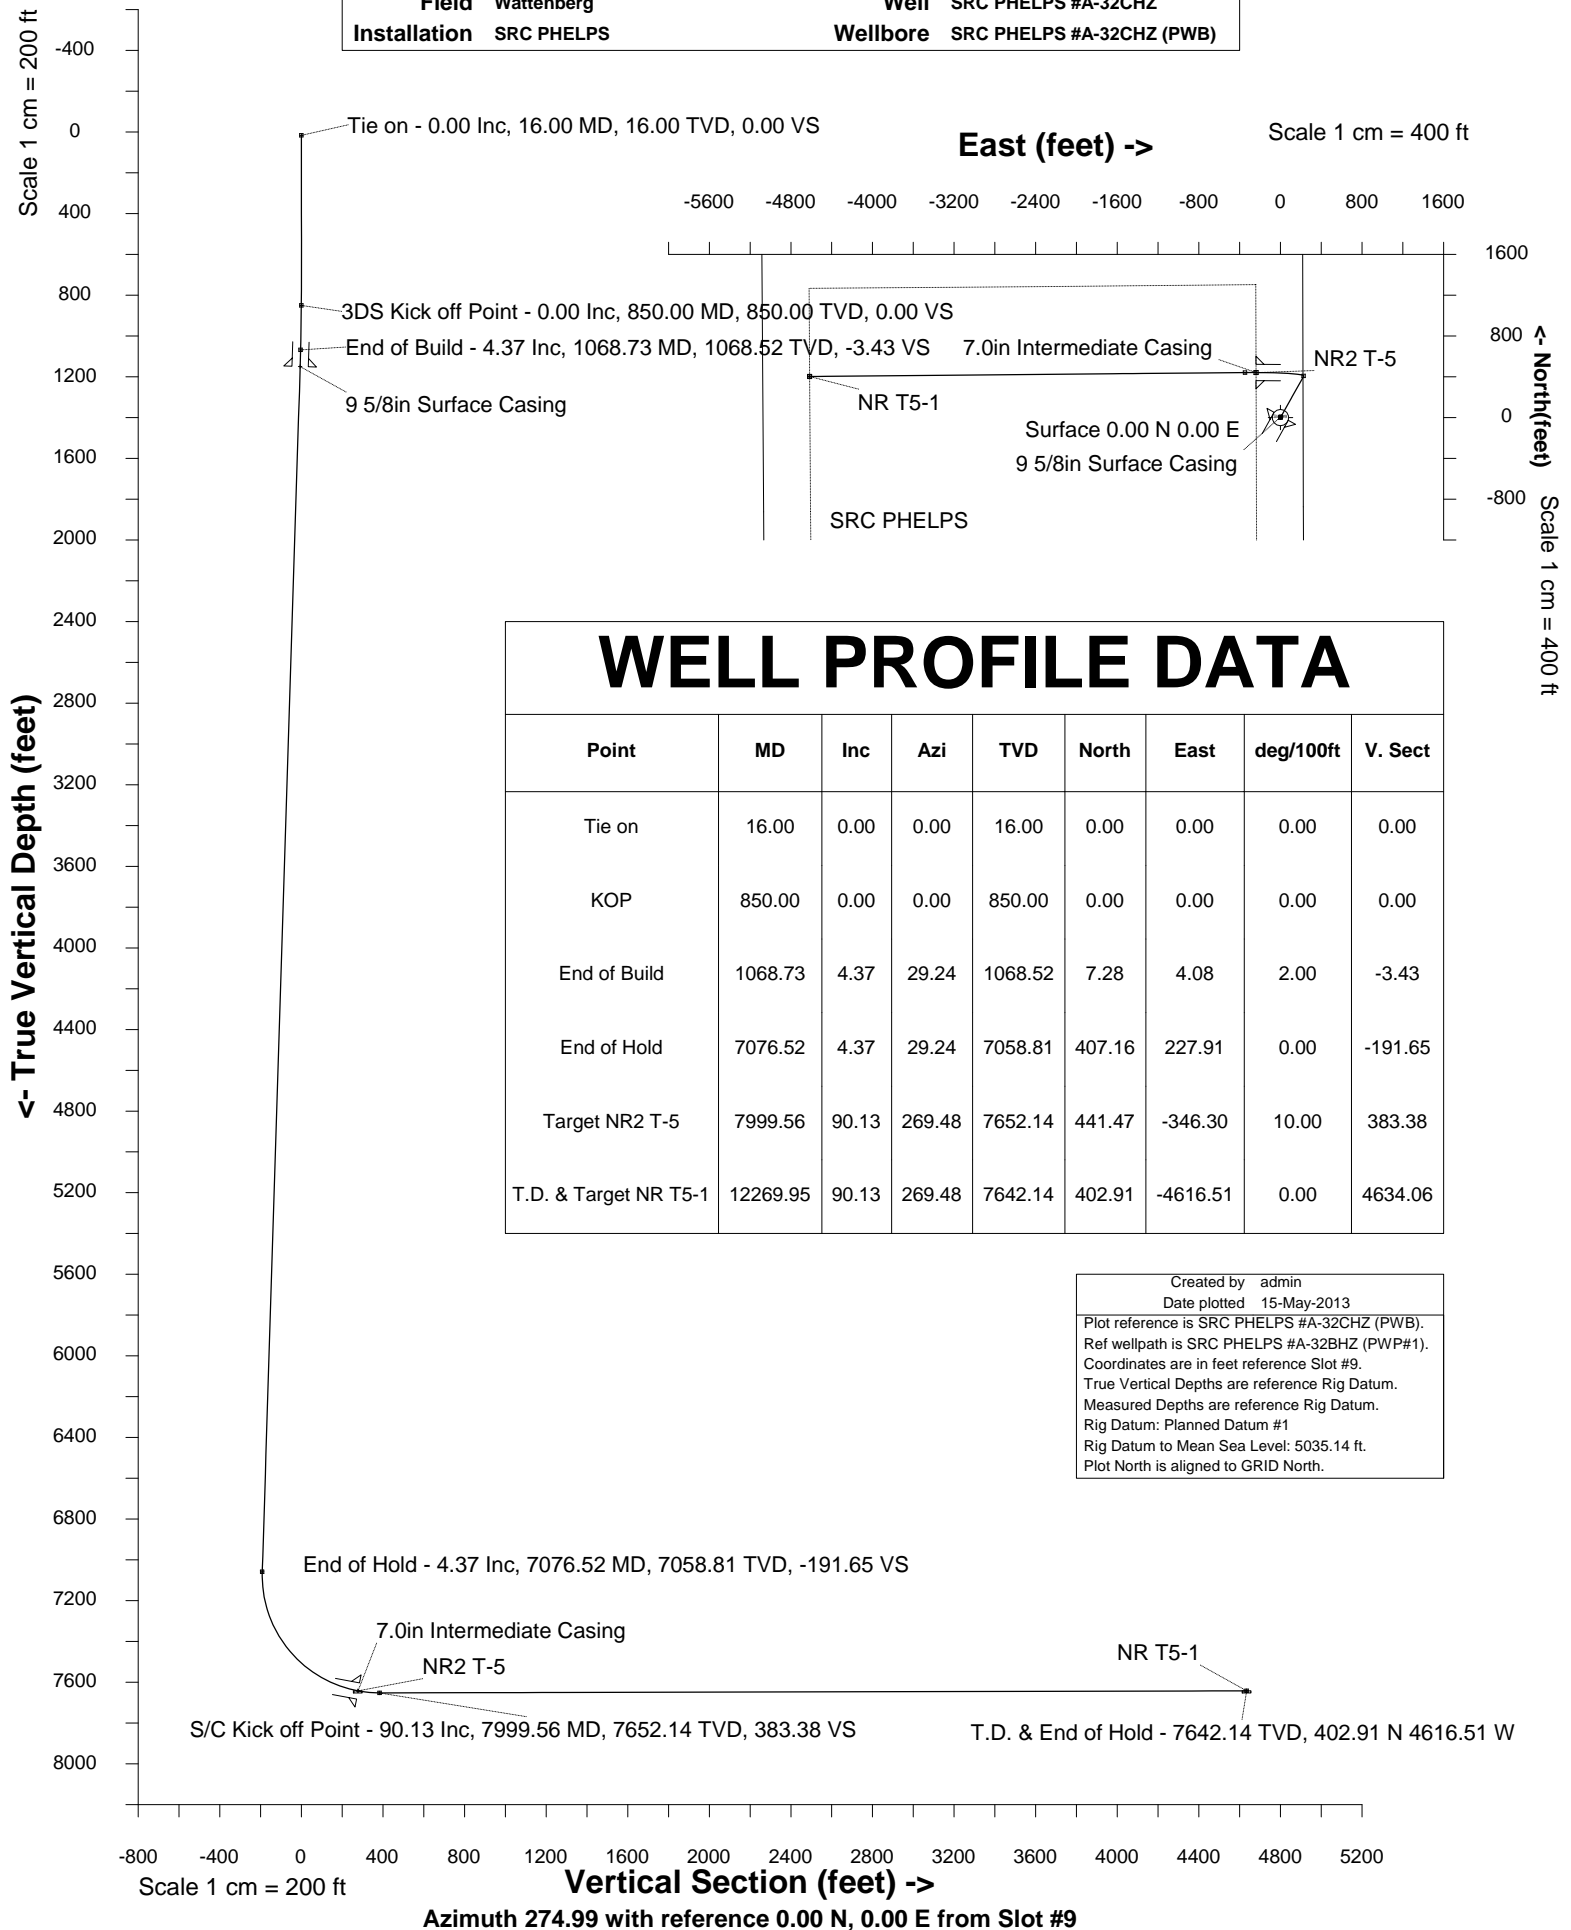 Field Wattenberg Well SRC PHELPS #A-32CHZ
Installation SRC PHELPS Wellbore SRC PHELPS #A-32CHZ (PWB)
Scale 1 cm = 200 ft
-400
0
400
800
1200
1600
2000
2400
2800
3200
3600
4000
4400
4800
5200
5600
6000
6400
6800
7200
7600
8000
<- True Vertical Depth (feet)
Tie on - 0.00 Inc, 16.00 MD, 16.00 TVD, 0.00 VS
3DS Kick off Point - 0.00 Inc, 850.00 MD, 850.00 TVD, 0.00 VS
End of Build - 4.37 Inc, 1068.73 MD, 1068.52 TVD, -3.43 VS
9 5/8in Surface Casing
East (feet) ->
Scale 1 cm = 400 ft
-5600 -4800 -4000 -3200 -2400 -1600 -800 0 800 1600
1600
800
0
-800
<- North(feet)
Scale 1 cm = 400 ft
7.0in Intermediate Casing
NR2 T-5
NR T5-1
Surface 0.00 N 0.00 E
9 5/8in Surface Casing
SRC PHELPS
WELL PROFILE DATA
Point MD Inc Azi TVD North East deg/100ft V. Sect
Tie on 16.00 0.00 0.00 16.00 0.00 0.00 0.00 0.00
KOP 850.00 0.00 0.00 850.00 0.00 0.00 0.00 0.00
End of Build 1068.73 4.37 29.24 1068.52 7.28 4.08 2.00 -3.43
End of Hold 7076.52 4.37 29.24 7058.81 407.16 227.91 0.00 -191.65
Target NR2 T-5 7999.56 90.13 269.48 7652.14 441.47 -346.30 10.00 383.38
T.D. & Target NR T5-1 12269.95 90.13 269.48 7642.14 402.91 -4616.51 0.00 4634.06
Created by admin
Date plotted 15-May-2013
Plot reference is SRC PHELPS #A-32CHZ (PWB).
Ref wellpath is SRC PHELPS #A-32BHZ (PWP#1).
Coordinates are in feet reference Slot #9.
True Vertical Depths are reference Rig Datum.
Measured Depths are reference Rig Datum.
Rig Datum: Planned Datum #1
Rig Datum to Mean Sea Level: 5035.14 ft.
Plot North is aligned to GRID North.
End of Hold - 4.37 Inc, 7076.52 MD, 7058.81 TVD, -191.65 VS
7.0in Intermediate Casing
NR2 T-5
NR T5-1
S/C Kick off Point - 90.13 Inc, 7999.56 MD, 7652.14 TVD, 383.38 VS
T.D. & End of Hold - 7642.14 TVD, 402.91 N 4616.51 W
-800 -400 0 400 800 1200 1600 2000 2400 2800 3200 3600 4000 4400 4800 5200
Scale 1 cm = 200 ft
Vertical Section (feet) ->
Azimuth 274.99 with reference 0.00 N, 0.00 E from Slot #9